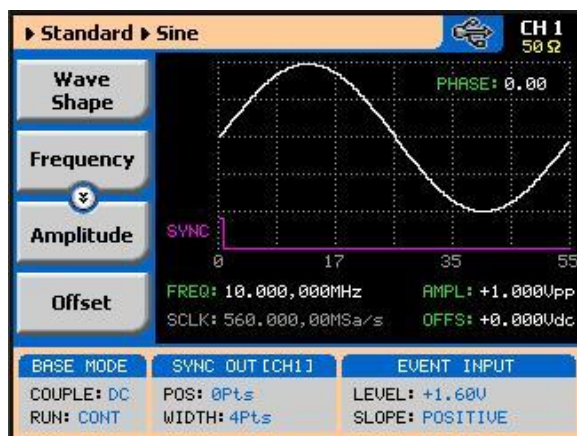 Standard Sine
CH 1
50 Ω
Wave
Shape
PHASE: 0.00
Frequency
Amplitude
SYNC
0 17 35 55
Offset
FREQ: 10.000,000MHz AMPL: +1.000Vpp
SCLK: 560.000,00MSa/s OFFS: +0.000Vdc
BASE MODE SYNC OUT [CH1] EVENT INPUT
COUPLE: DC POS: 0Pts LEVEL: +1.60V
RUN: CONT WIDTH: 4Pts SLOPE: POSITIVE